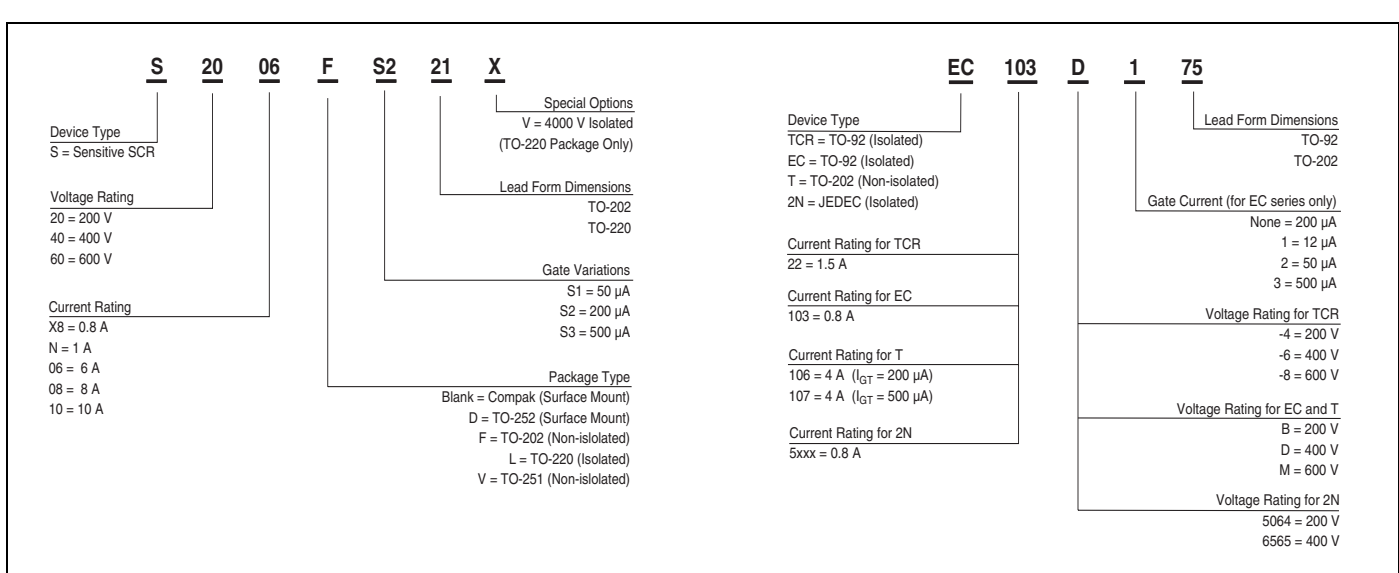 S 20 06 F S2 21 X
Device Type
S = Sensitive SCR
Voltage Rating
20 = 200 V
40 = 400 V
60 = 600 V
Current Rating
X8 = 0.8 A
N = 1 A
06 = 6 A
08 = 8 A
10 = 10 A
Special Options
V = 4000 V Isolated
(TO-220 Package Only)
Lead Form Dimensions
TO-202
TO-220
Gate Variations
S1 = 50 µA
S2 = 200 µA
S3 = 500 µA
Package Type
Blank = Compak (Surface Mount)
D = TO-252 (Surface Mount)
F = TO-202 (Non-islolated)
L = TO-220 (Isolated)
V = TO-251 (Non-islolated)
EC 103 D 1 75
Device Type
TCR = TO-92 (Isolated)
EC = TO-92 (Isolated)
T = TO-202 (Non-isolated)
2N = JEDEC (Isolated)
Current Rating for TCR
22 = 1.5 A
Current Rating for EC
103 = 0.8 A
Current Rating for T
106 = 4 A (IGT = 200 µA)
107 = 4 A (IGT = 500 µA)
Current Rating for 2N
5xxx = 0.8 A
Lead Form Dimensions
TO-92
TO-202
Gate Current (for EC series only)
None = 200 µA
1 = 12 µA
2 = 50 µA
3 = 500 µA
Voltage Rating for TCR
-4 = 200 V
-6 = 400 V
-8 = 600 V
Voltage Rating for EC and T
B = 200 V
D = 400 V
M = 600 V
Voltage Rating for 2N
5064 = 200 V
6565 = 400 V